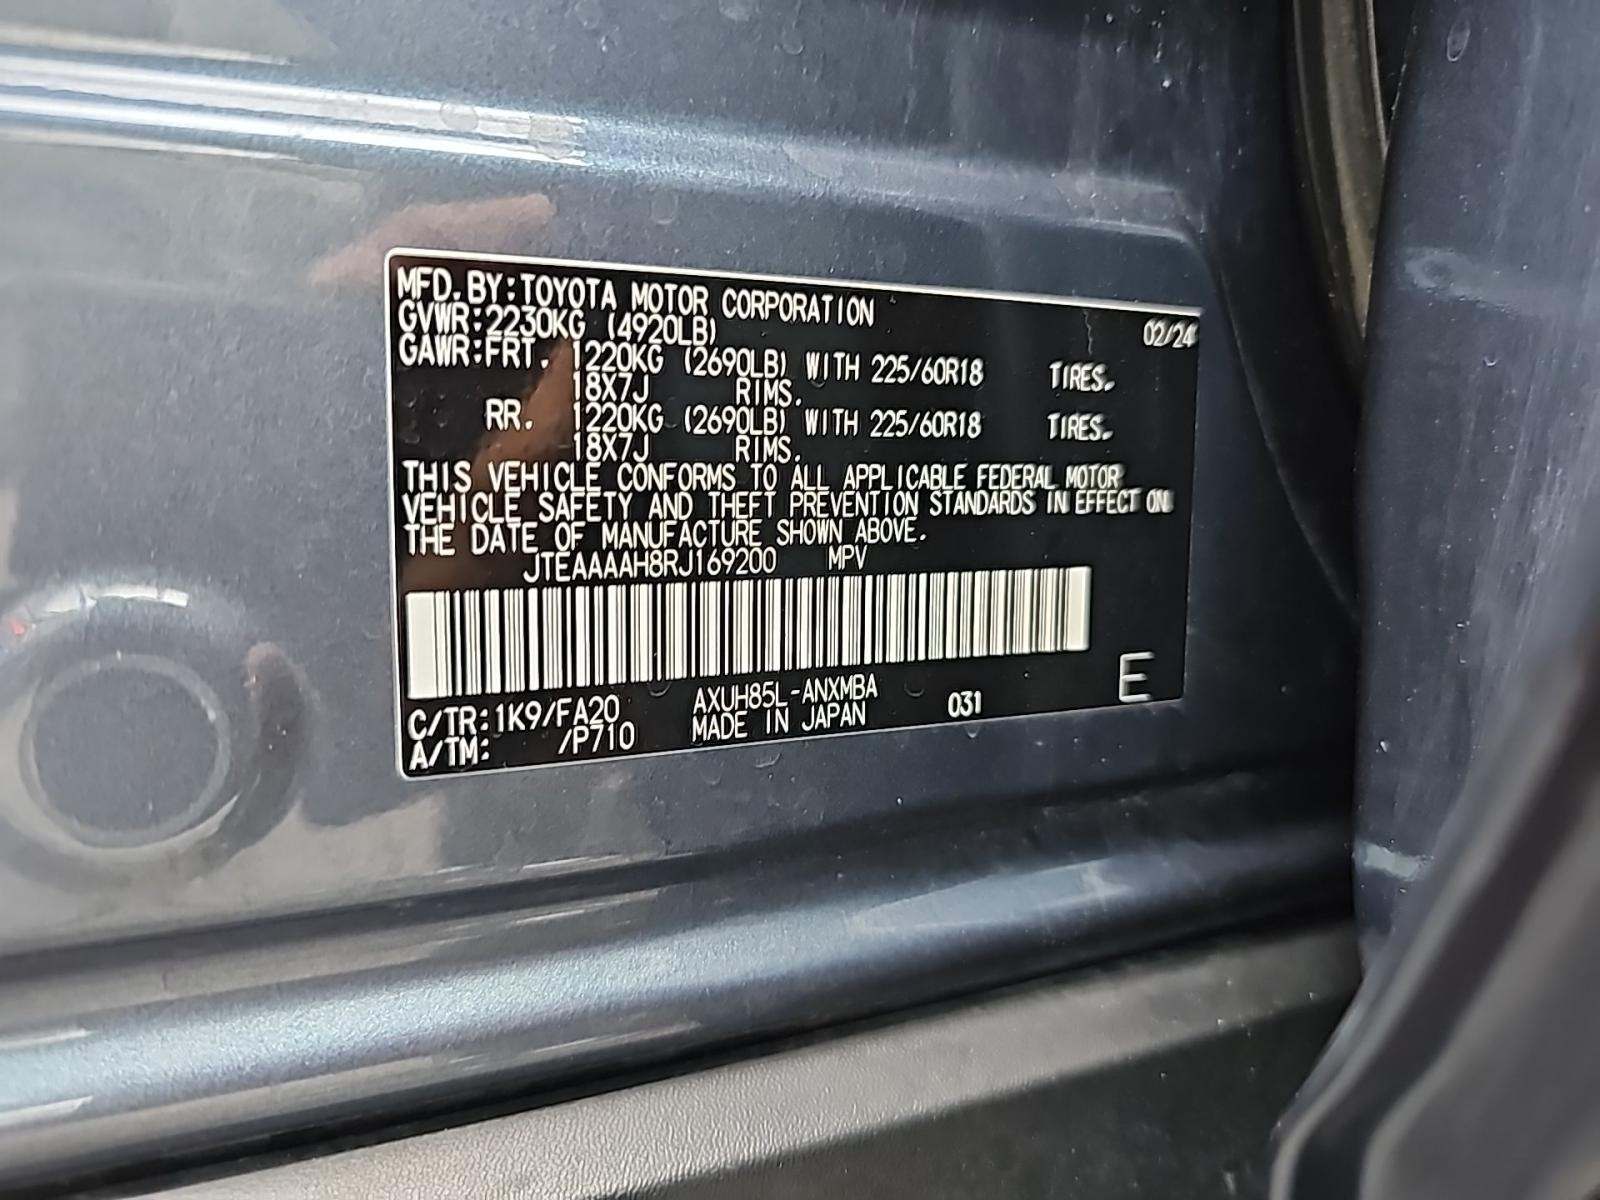 MFD. BY: TOYOTA MOTOR CORPORATION 02/24
GVWR: 2230KG (4920LB)
GAWR: FRT. 1220KG (2690LB) WITH 225/60R18 TIRES.
18X7J RIMS.
RR. 1220KG (2690LB) WITH 225/60R18 TIRES.
18X7J RIMS.
THIS VEHICLE CONFORMS TO ALL APPLICABLE FEDERAL MOTOR
VEHICLE SAFETY AND THEFT PREVENTION STANDARDS IN EFFECT ON
THE DATE OF MANUFACTURE SHOWN ABOVE.
JTEAAAAH8RJ169200 MPV
C/TR: 1K9/FA20 AXUH85L-ANXMBA 031 E
A/TM: /P710 MADE IN JAPAN